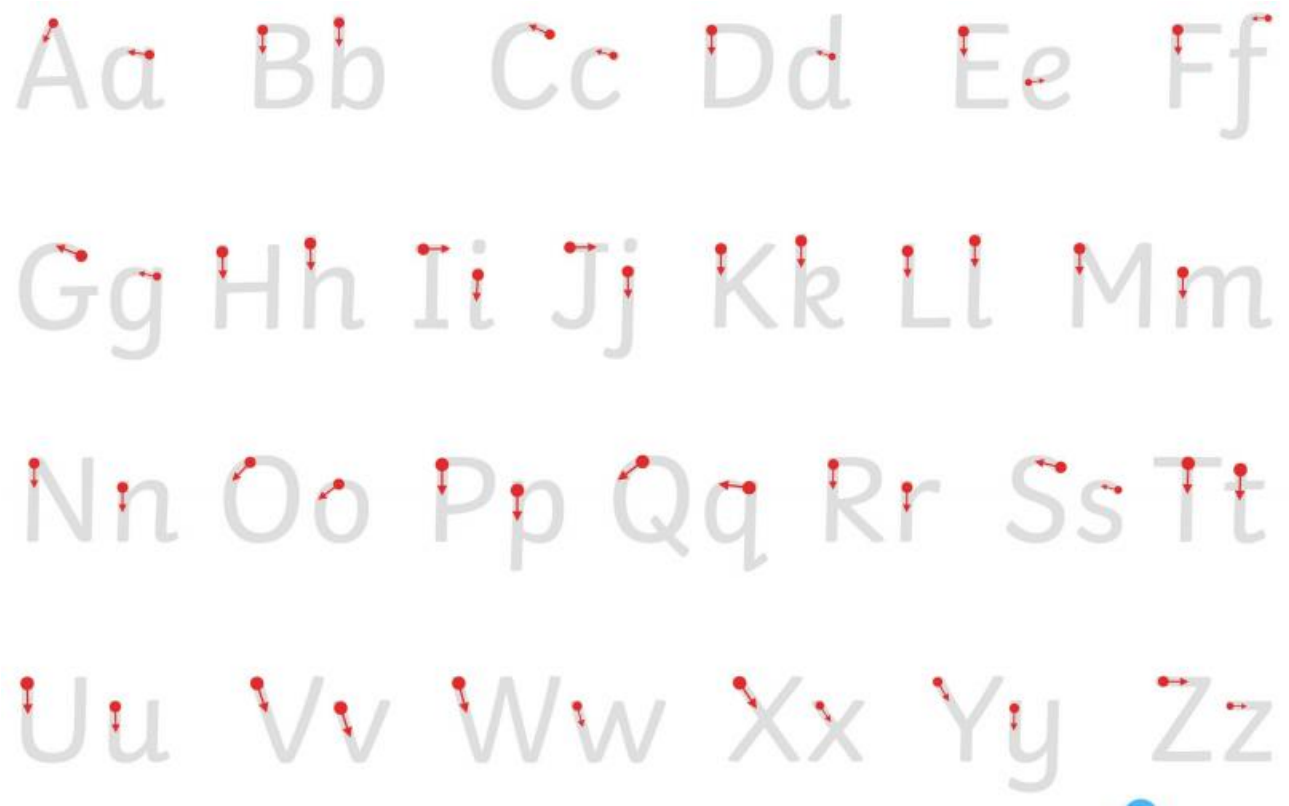 Aa Bb Cc Dd Ee Ff
Gg Hh Ii Jj Kk Ll Mm
Nn Oo Pp Qq Rr Ss Tt
Uu Vv Ww Xx Yy Zz